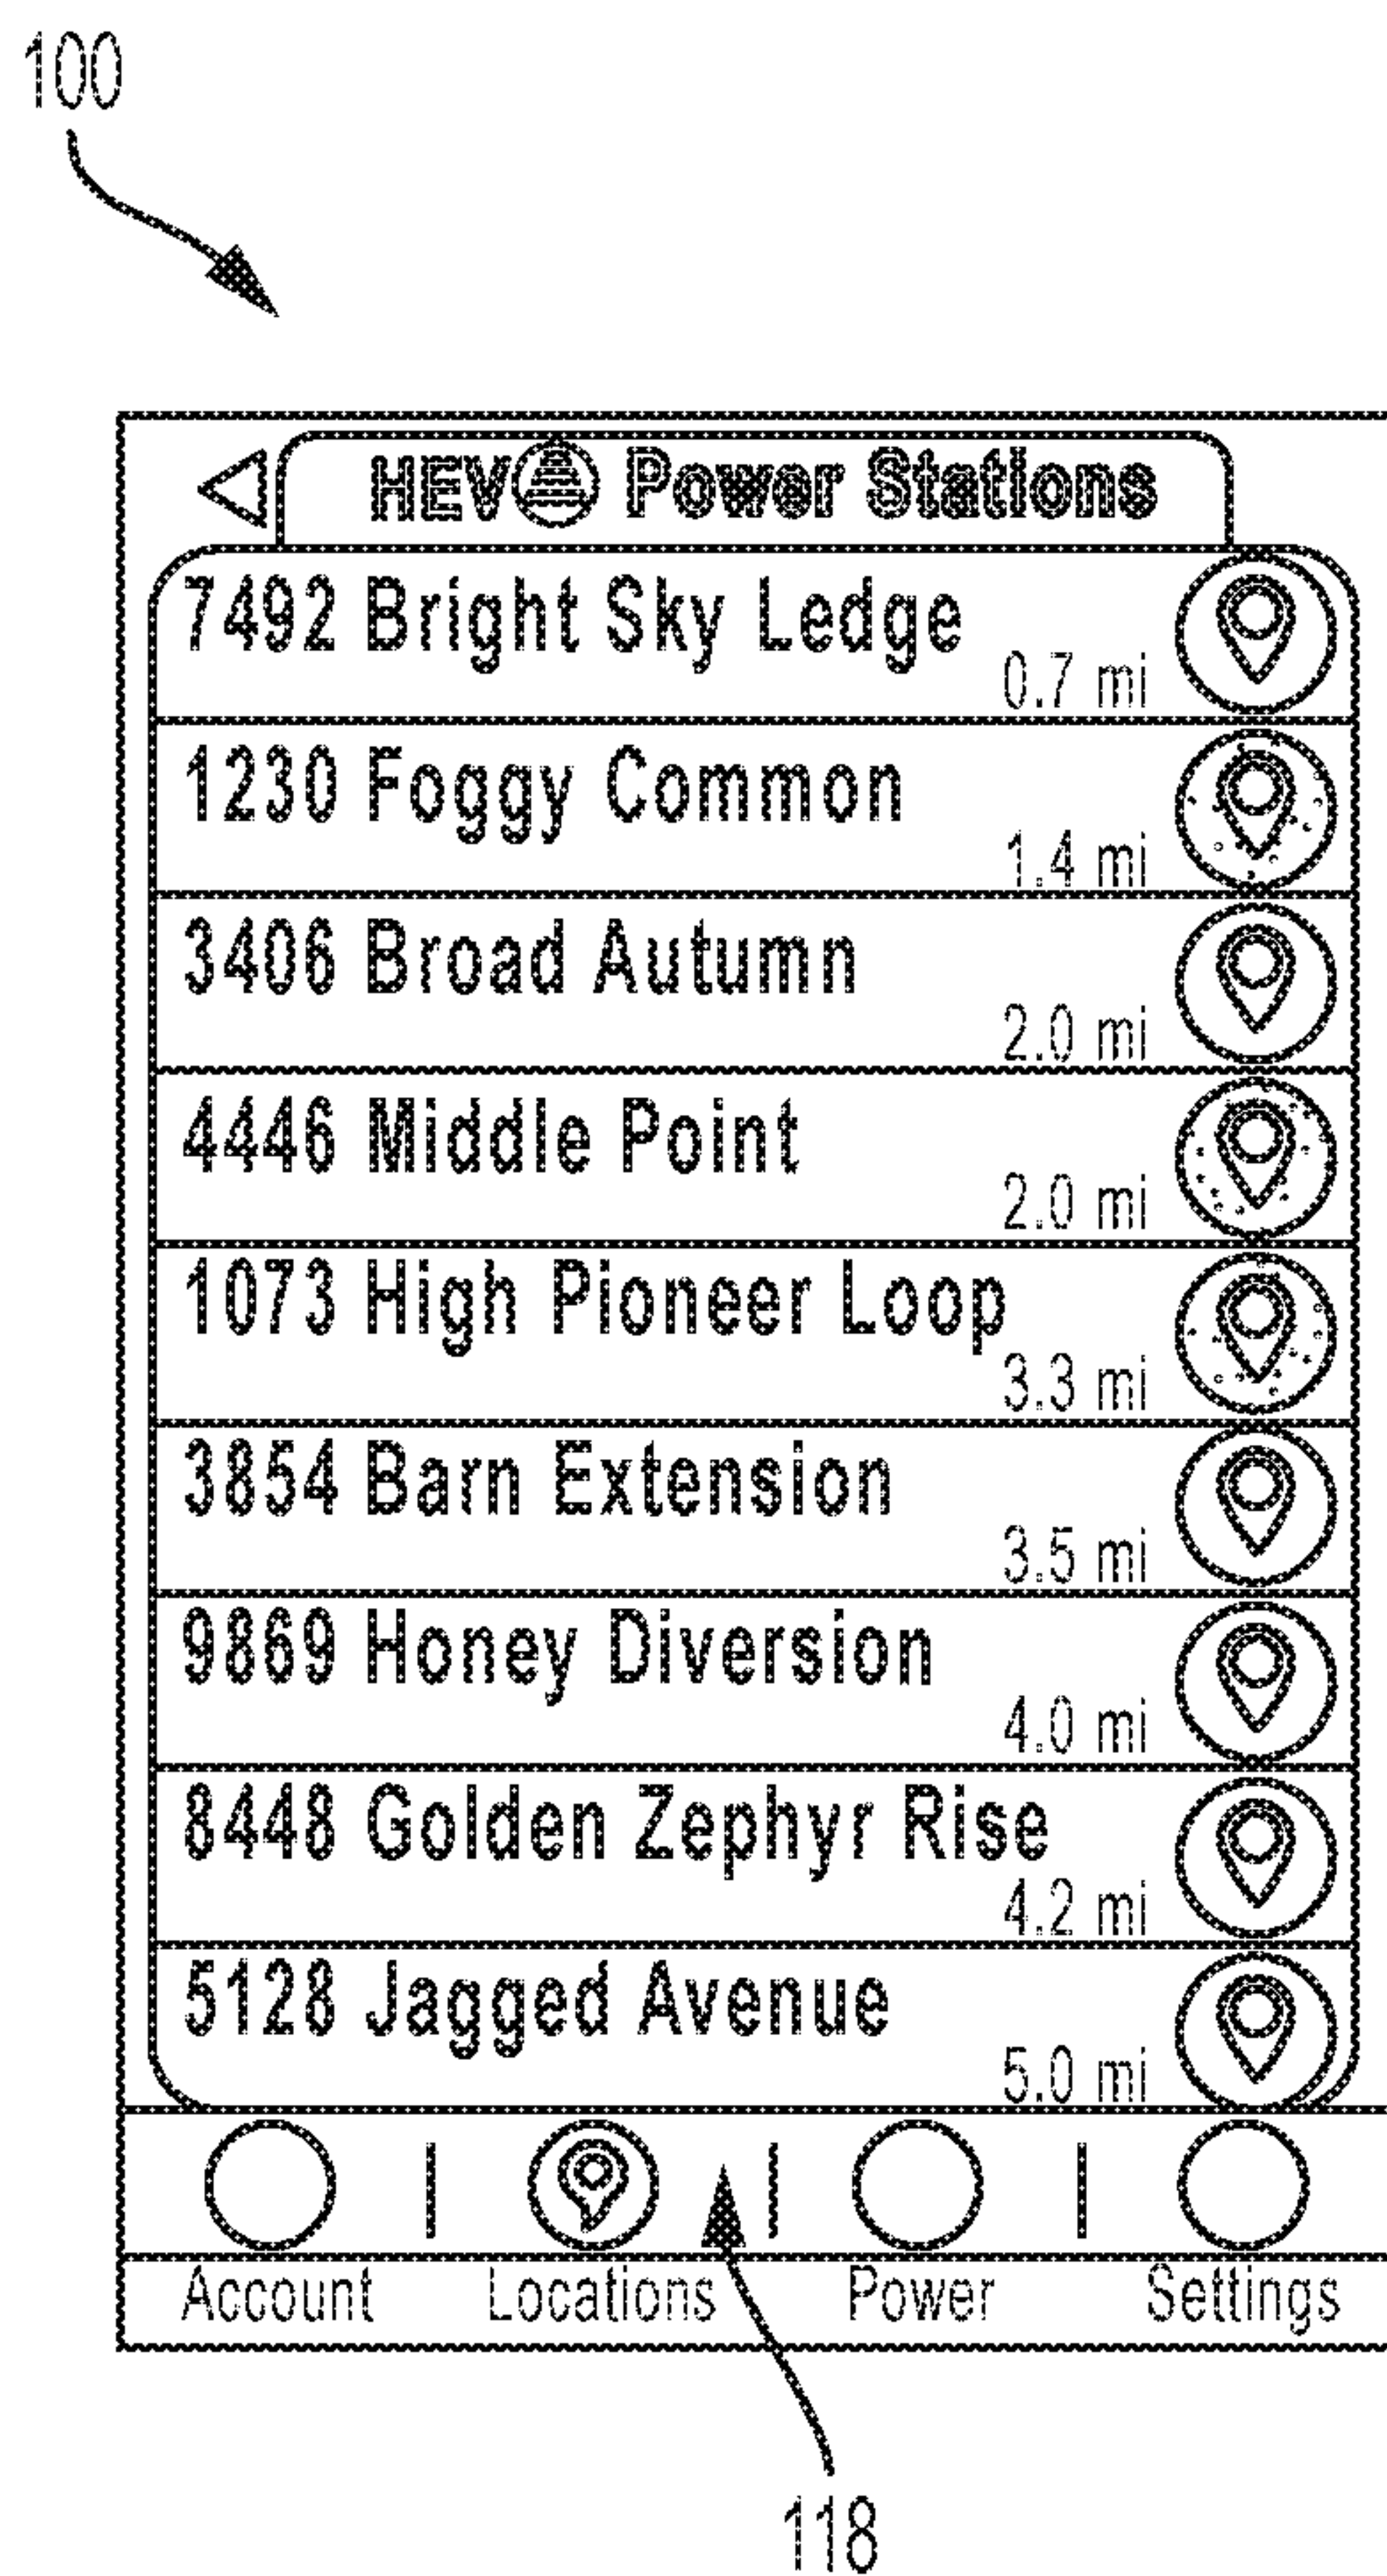 100
HEVO Power Stations
7492 Bright Sky Ledge
0.7 mi
1230 Foggy Common
1.4 mi
3406 Broad Autumn
2.0 mi
4446 Middle Point
2.0 mi
1073 High Pioneer Loop
3.3 mi
3854 Barn Extension
3.5 mi
9869 Honey Diversion
4.0 mi
8448 Golden Zephyr Rise
4.2 mi
5128 Jagged Avenue
5.0 mi
Account Locations Power Settings
118